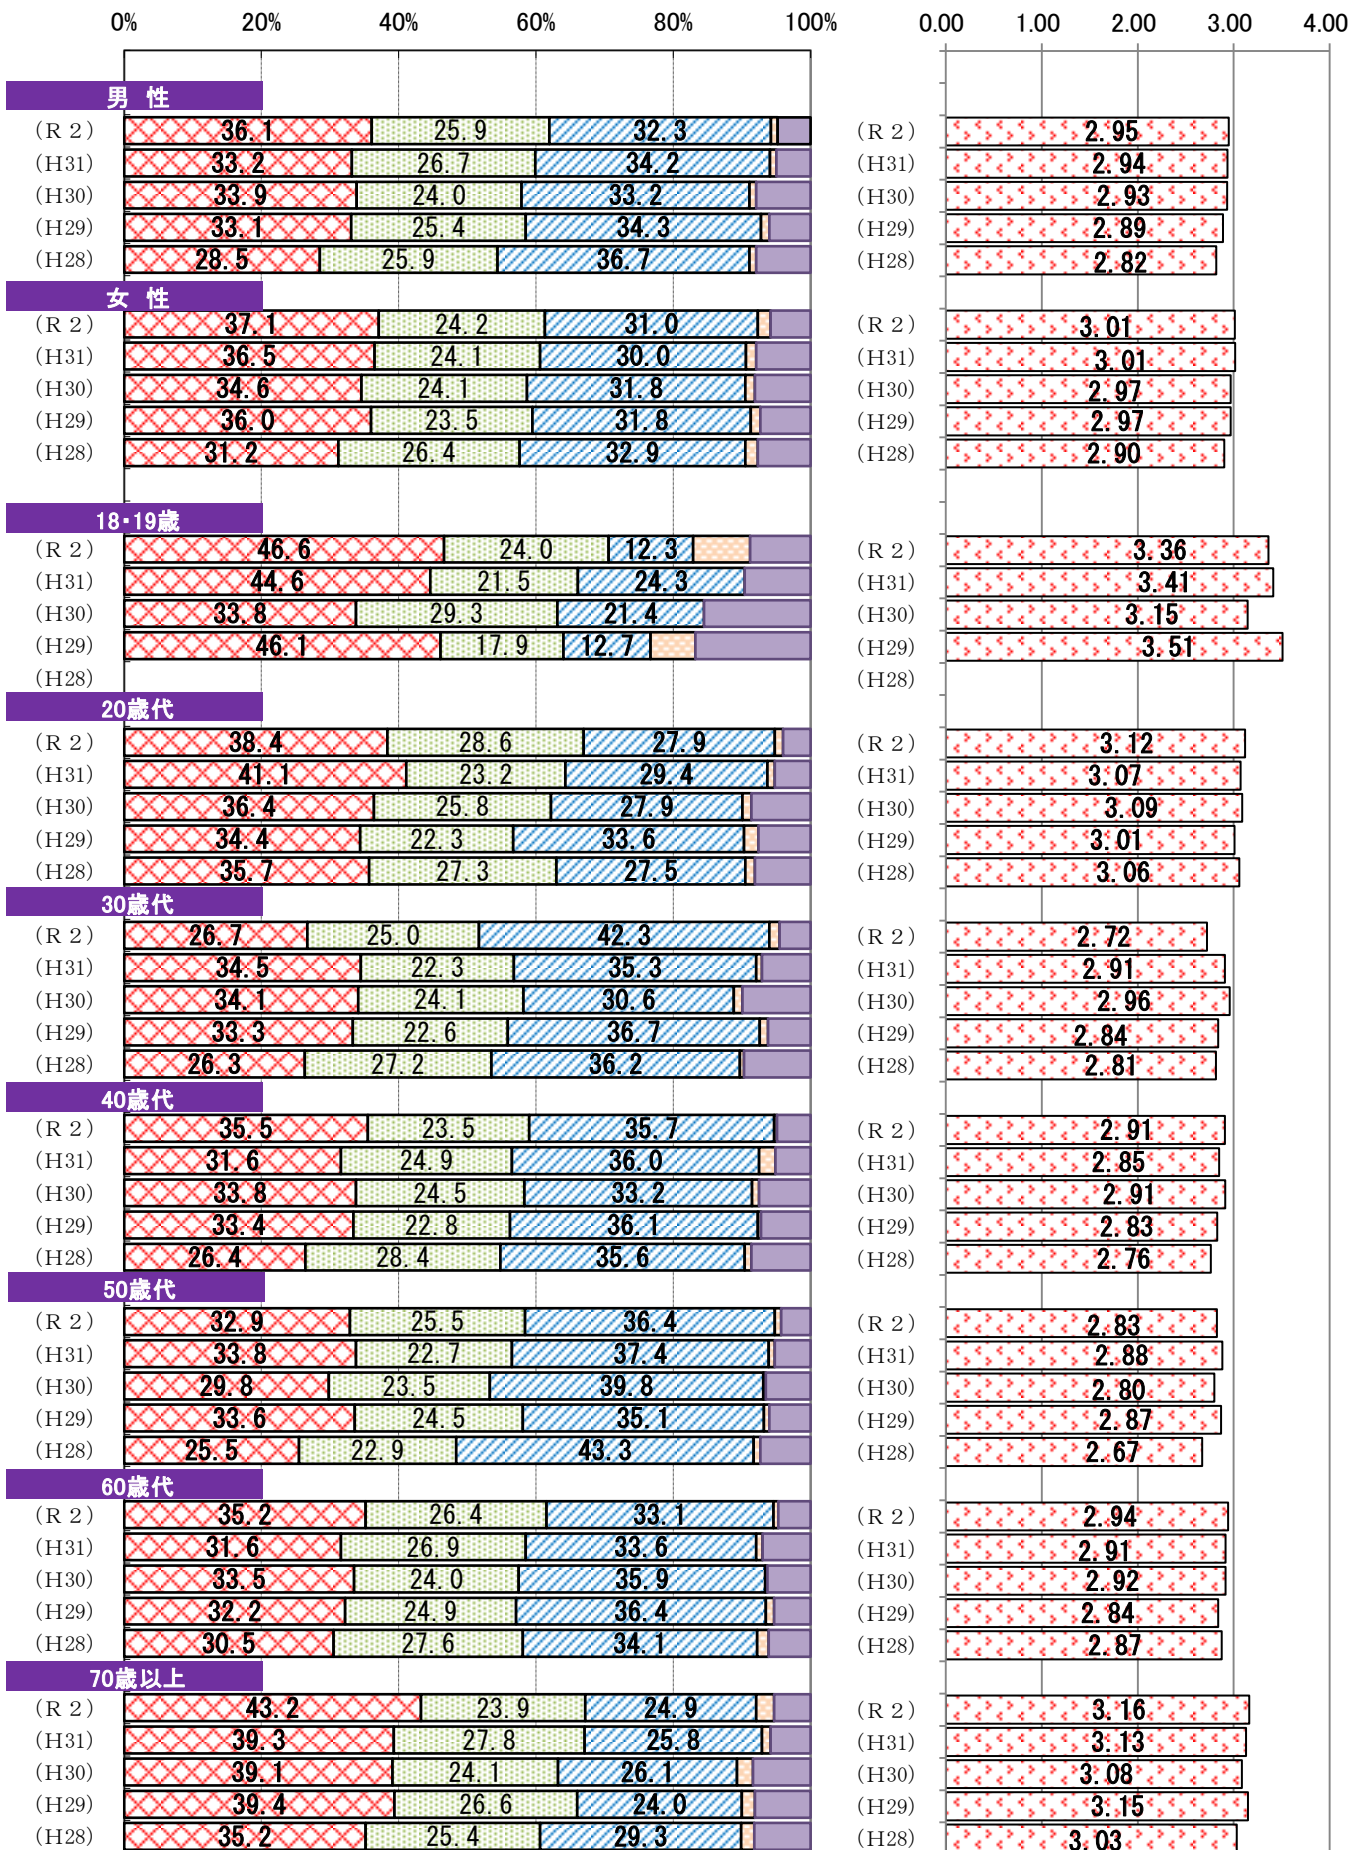 0% 20% 40% 60% 80% 100% 0.00 1.00 2.00 3.00 4.00
男 性
(R 2) 36.1 25.9 32.3 (R 2) 2.95
(H31) 33.2 26.7 34.2 (H31) 2.94
(H30) 33.9 24.0 33.2 (H30) 2.93
(H29) 33.1 25.4 34.3 (H29) 2.89
(H28) 28.5 25.9 36.7 (H28) 2.82
女 性
(R 2) 37.1 24.2 31.0 (R 2) 3.01
(H31) 36.5 24.1 30.0 (H31) 3.01
(H30) 34.6 24.1 31.8 (H30) 2.97
(H29) 36.0 23.5 31.8 (H29) 2.97
(H28) 31.2 26.4 32.9 (H28) 2.90
18・19歳
(R 2) 46.6 24.0 12.3 (R 2) 3.36
(H31) 44.6 21.5 24.3 (H31) 3.41
(H30) 33.8 29.3 21.4 (H30) 3.15
(H29) 46.1 17.9 12.7 (H29) 3.51
(H28) (H28)
20歳代
(R 2) 38.4 28.6 27.9 (R 2) 3.12
(H31) 41.1 23.2 29.4 (H31) 3.07
(H30) 36.4 25.8 27.9 (H30) 3.09
(H29) 34.4 22.3 33.6 (H29) 3.01
(H28) 35.7 27.3 27.5 (H28) 3.06
30歳代
(R 2) 26.7 25.0 42.3 (R 2) 2.72
(H31) 34.5 22.3 35.3 (H31) 2.91
(H30) 34.1 24.1 30.6 (H30) 2.96
(H29) 33.3 22.6 36.7 (H29) 2.84
(H28) 26.3 27.2 36.2 (H28) 2.81
40歳代
(R 2) 35.5 23.5 35.7 (R 2) 2.91
(H31) 31.6 24.9 36.0 (H31) 2.85
(H30) 33.8 24.5 33.2 (H30) 2.91
(H29) 33.4 22.8 36.1 (H29) 2.83
(H28) 26.4 28.4 35.6 (H28) 2.76
50歳代
(R 2) 32.9 25.5 36.4 (R 2) 2.83
(H31) 33.8 22.7 37.4 (H31) 2.88
(H30) 29.8 23.5 39.8 (H30) 2.80
(H29) 33.6 24.5 35.1 (H29) 2.87
(H28) 25.5 22.9 43.3 (H28) 2.67
60歳代
(R 2) 35.2 26.4 33.1 (R 2) 2.94
(H31) 31.6 26.9 33.6 (H31) 2.91
(H30) 33.5 24.0 35.9 (H30) 2.92
(H29) 32.2 24.9 36.4 (H29) 2.84
(H28) 30.5 27.6 34.1 (H28) 2.87
70歳以上
(R 2) 43.2 23.9 24.9 (R 2) 3.16
(H31) 39.3 27.8 25.8 (H31) 3.13
(H30) 39.1 24.1 26.1 (H30) 3.08
(H29) 39.4 26.6 24.0 (H29) 3.15
(H28) 35.2 25.4 29.3 (H28) 3.03